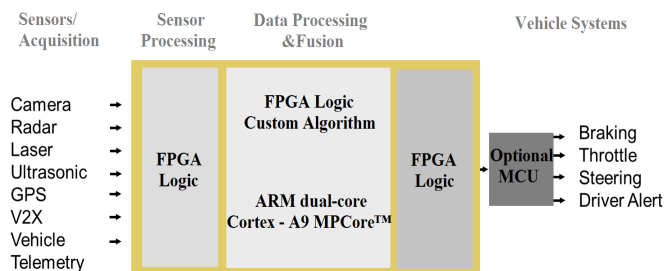 Sensors/
Acquisition
Sensor
Processing
Data Processing
&Fusion
Vehicle Systems
Camera
Radar
Laser
Ultrasonic
GPS
V2X
Vehicle
Telemetry
FPGA
Logic
FPGA Logic
Custom Algorithm
ARM dual-core
Cortex - A9 MPCore™
FPGA
Logic
Optional
MCU
Braking
Throttle
Steering
Driver Alert